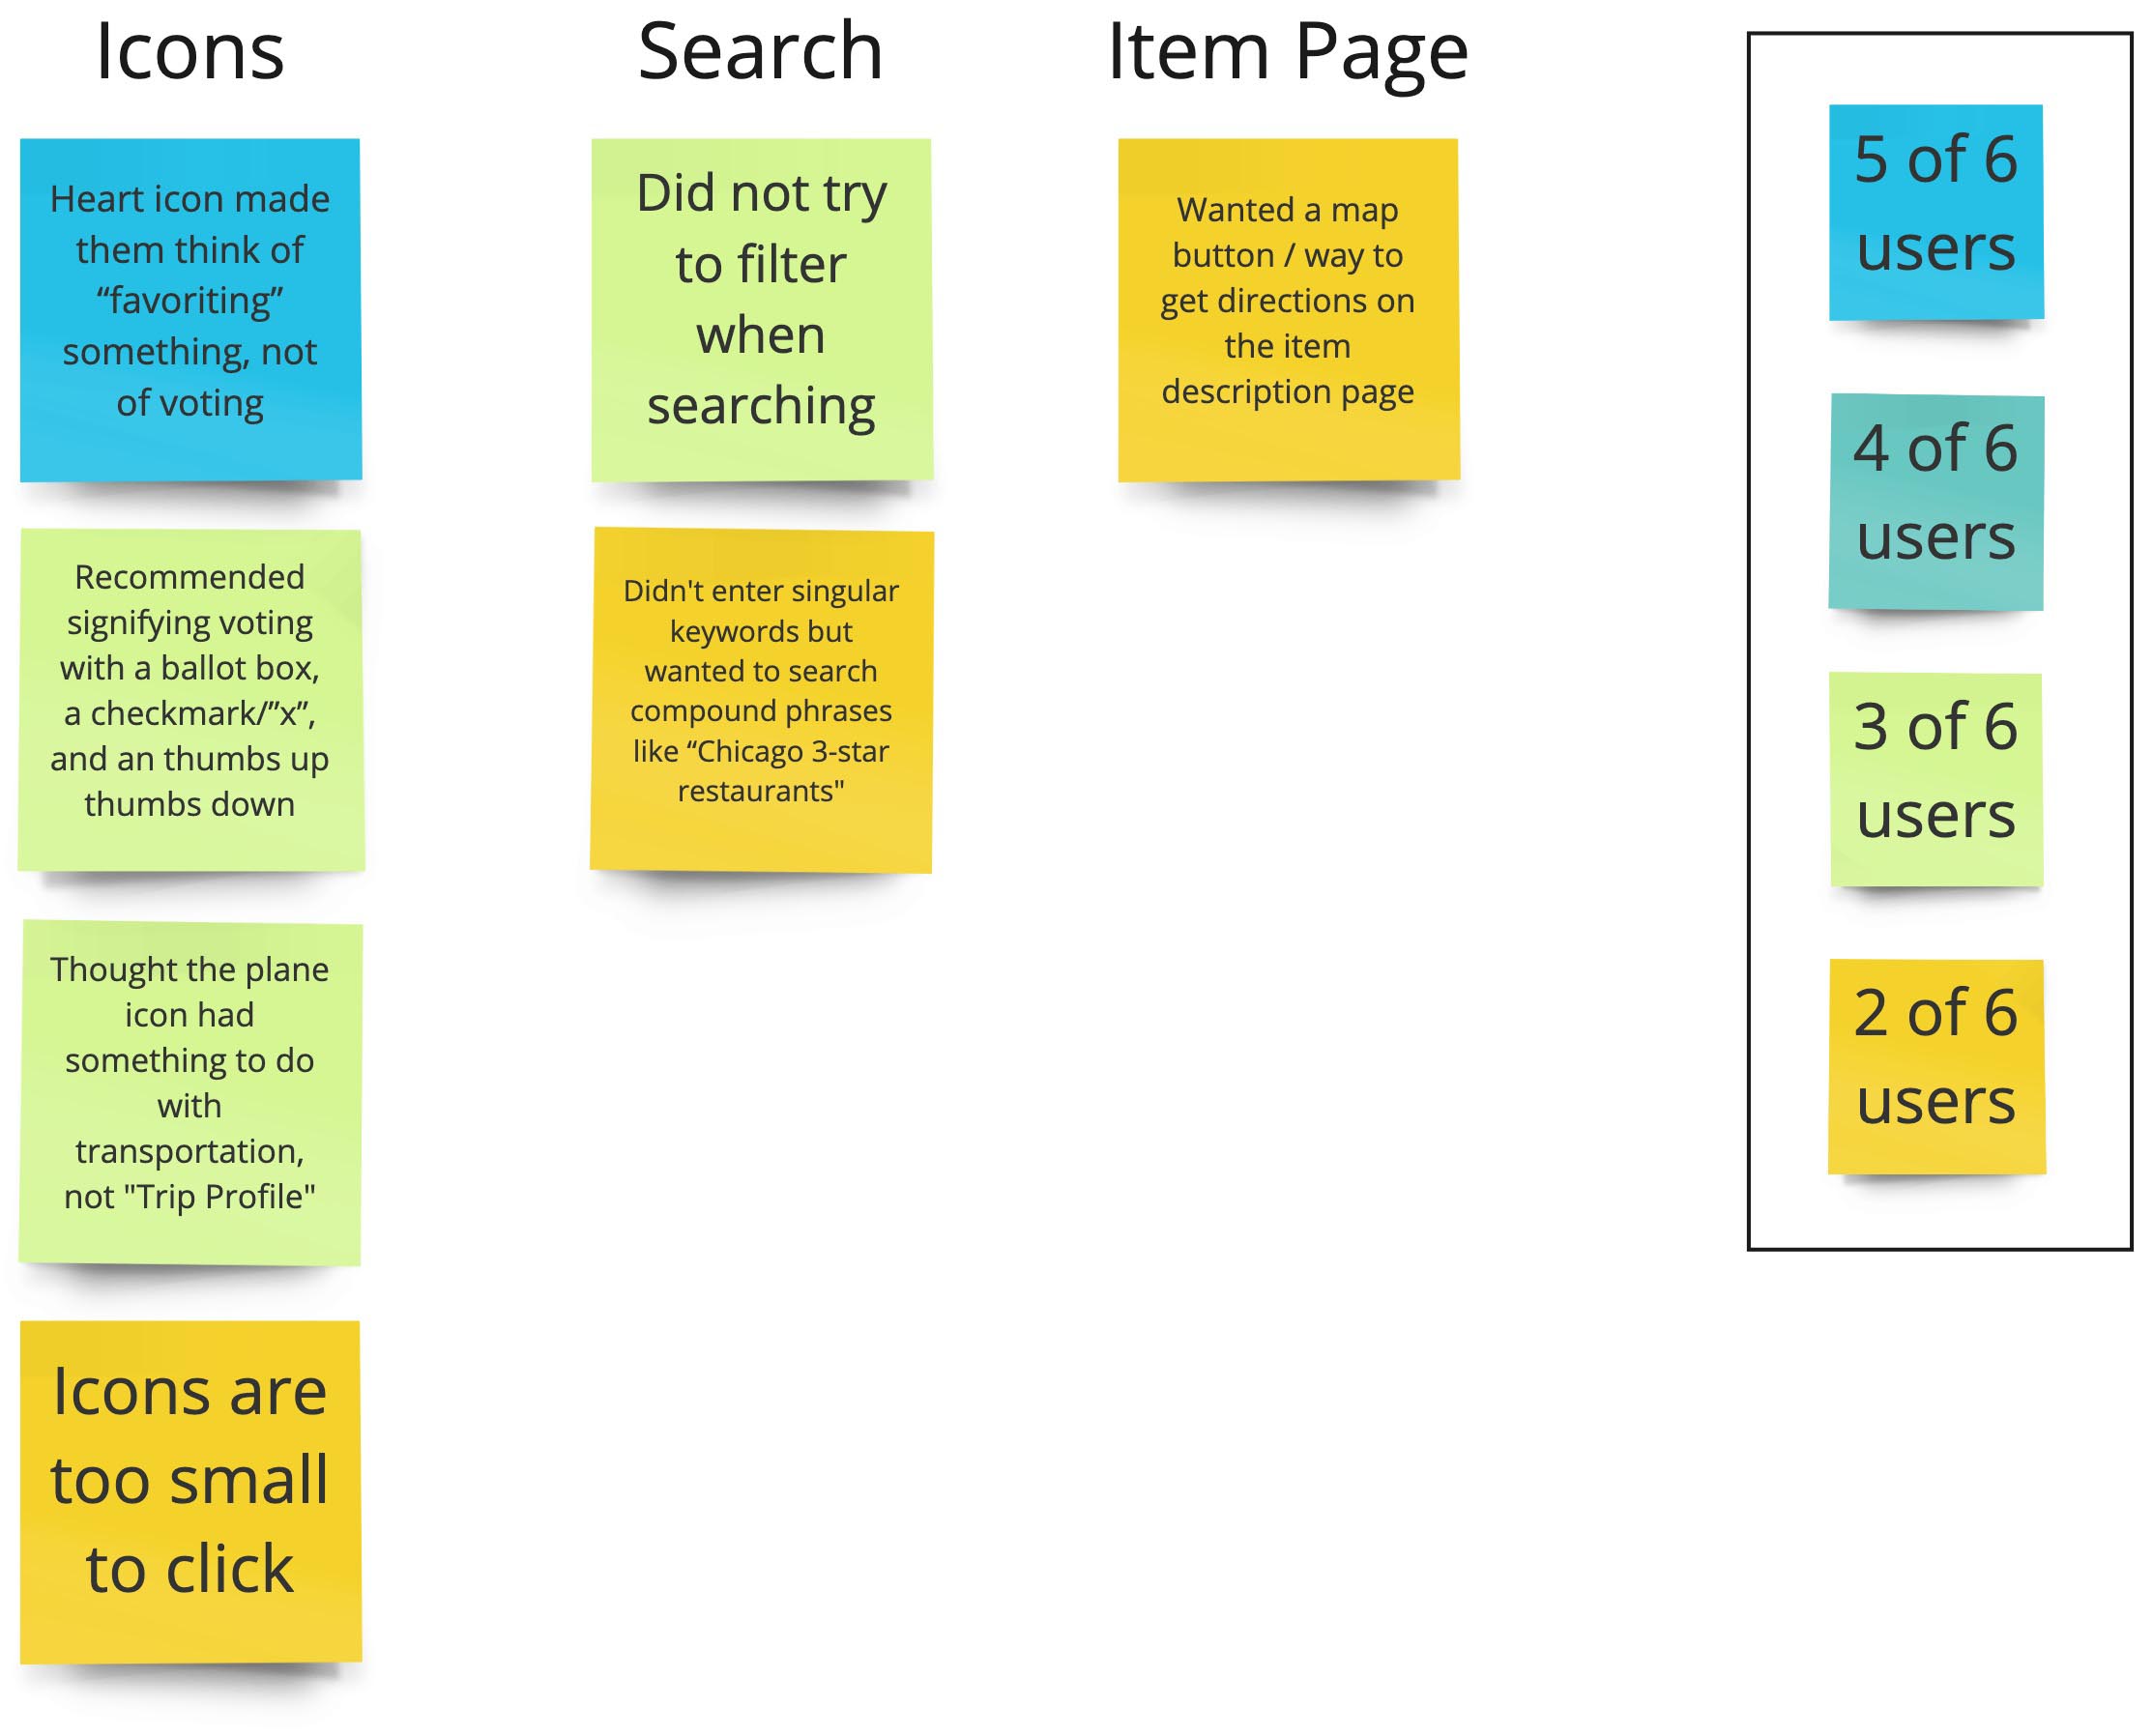 Icons
Heart icon made
them think of
“favoriting”
something, not
of voting
Recommended
signifying voting
with a ballot box,
a checkmark/”x”,
and an thumbs up
thumbs down
Thought the plane
icon had
something to do
with
transportation,
not "Trip Profile"
Icons are
too small
to click
Search
Did not try
to filter
when
searching
Didn't enter singular
keywords but
wanted to search
compound phrases
like “Chicago 3-star
restaurants"
Item Page
Wanted a map
button / way to
get directions on
the item
description page
5 of 6
users
4 of 6
users
3 of 6
users
2 of 6
users